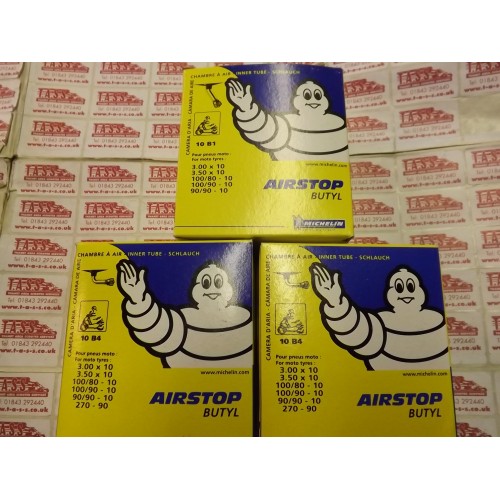 CHAMBRE À AIR - INNER TUBE - SCHLAUCH
CAMERA D'ARIA - CÁMARA DE AIRE
10 B1
Pour pneus moto :
For moto tyres :
3.00 x 10
3.50 x 10
100/80 - 10
100/90 - 10
90/90 - 10
www.michelin.com
AIRSTOP
BUTYL
MICHELIN
CHAMBRE À AIR - INNER TUBE - SCHLAUCH
CAMERA D'ARIA - CÁMARA DE AIRE
10 B4
Pour pneus moto :
For moto tyres :
3.00 x 10
3.50 x 10
100/80 - 10
100/90 - 10
90/90 - 10
270 - 90
www.michelin.com
AIRSTOP
BUTYL
CHAMBRE À AIR - INNER TUBE - SCHLAUCH
CAMERA D'ARIA - CÁMARA DE AIRE
10 B4
Pour pneus moto :
For moto tyres :
3.00 x 10
3.50 x 10
100/80 - 10
100/90 - 10
90/90 - 10
270 - 90
www.michelin.com
AIRSTOP
BUTYL
Tel: 01843 292440
www.t-a-s-s.co.uk